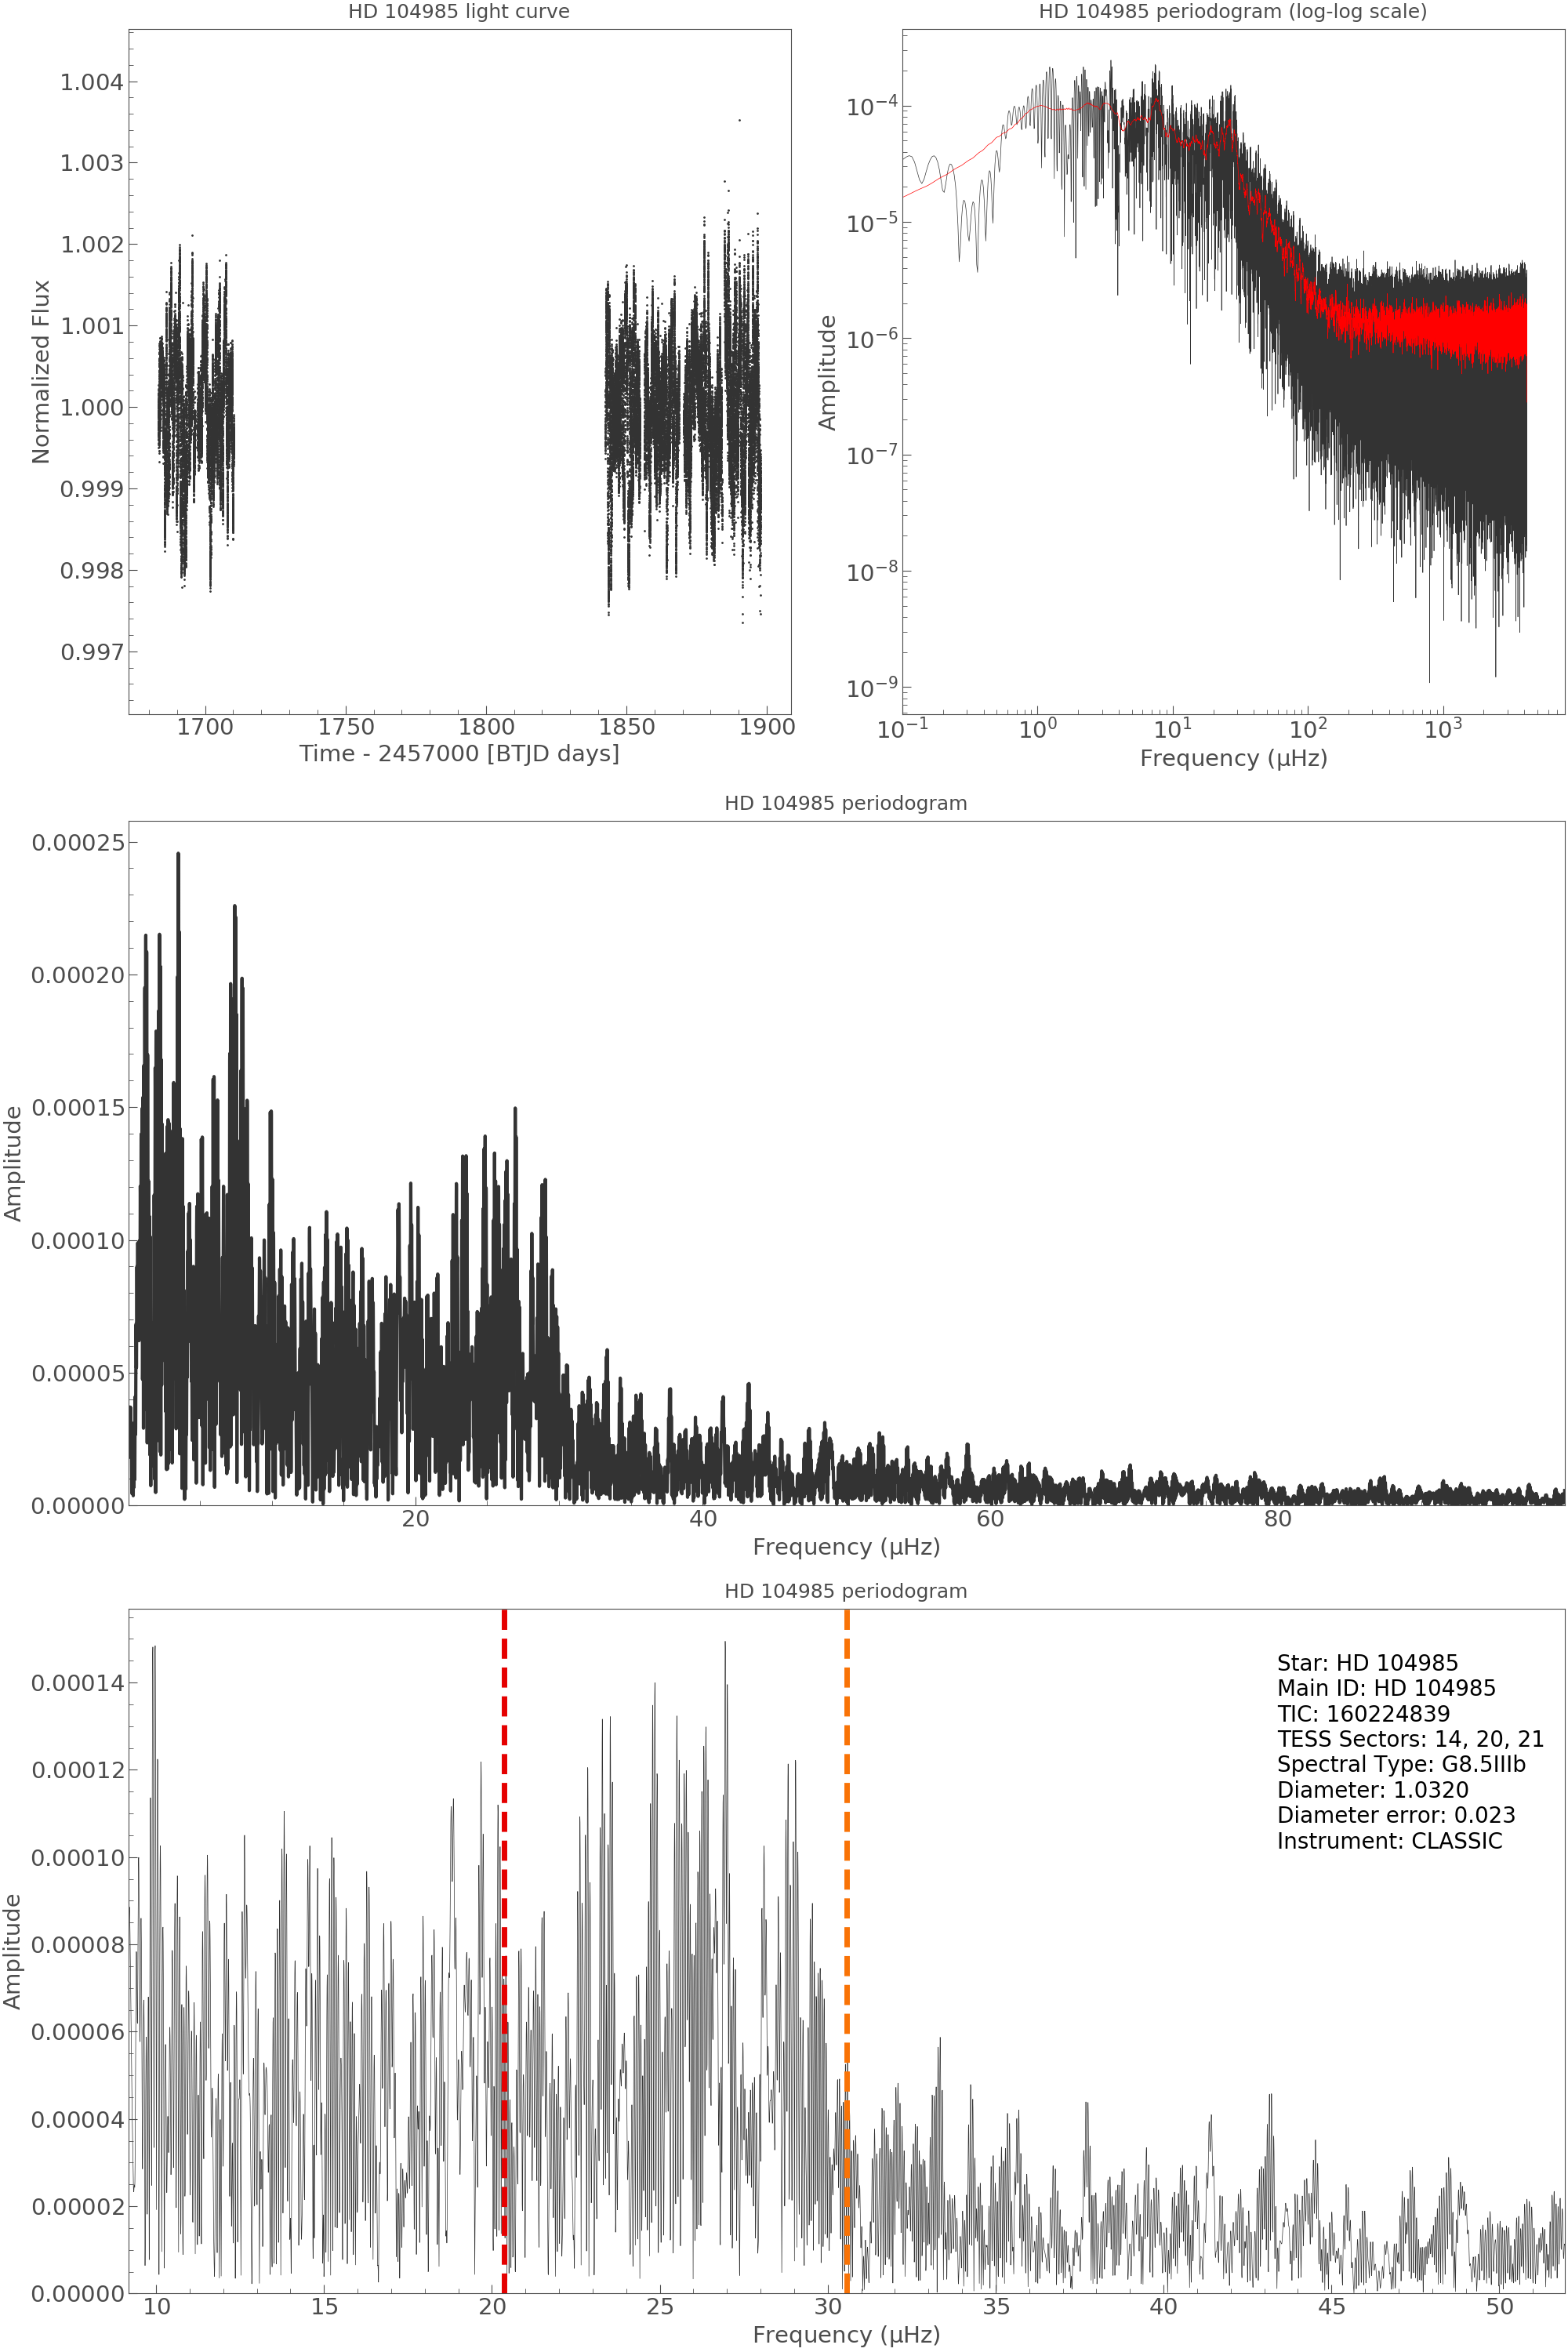 HD 104985 light curve
1.004
1.003
1.002
1.001
1.000
0.999
0.998
0.997
Normalized Flux
1700 1750 1800 1850 1900
Time - 2457000 [BTJD days]
HD 104985 periodogram (log-log scale)
10⁻⁴
10⁻⁵
10⁻⁶
10⁻⁷
10⁻⁸
10⁻⁹
Amplitude
10⁻¹ 10⁰ 10¹ 10² 10³
Frequency (μHz)
HD 104985 periodogram
0.00025
0.00020
0.00015
0.00010
0.00005
0.00000
Amplitude
20 40 60 80
Frequency (μHz)
HD 104985 periodogram
0.00014
0.00012
0.00010
0.00008
0.00006
0.00004
0.00002
0.00000
Amplitude
Star: HD 104985
Main ID: HD 104985
TIC: 160224839
TESS Sectors: 14, 20, 21
Spectral Type: G8.5IIIb
Diameter: 1.0320
Diameter error: 0.023
Instrument: CLASSIC
10 15 20 25 30 35 40 45 50
Frequency (μHz)